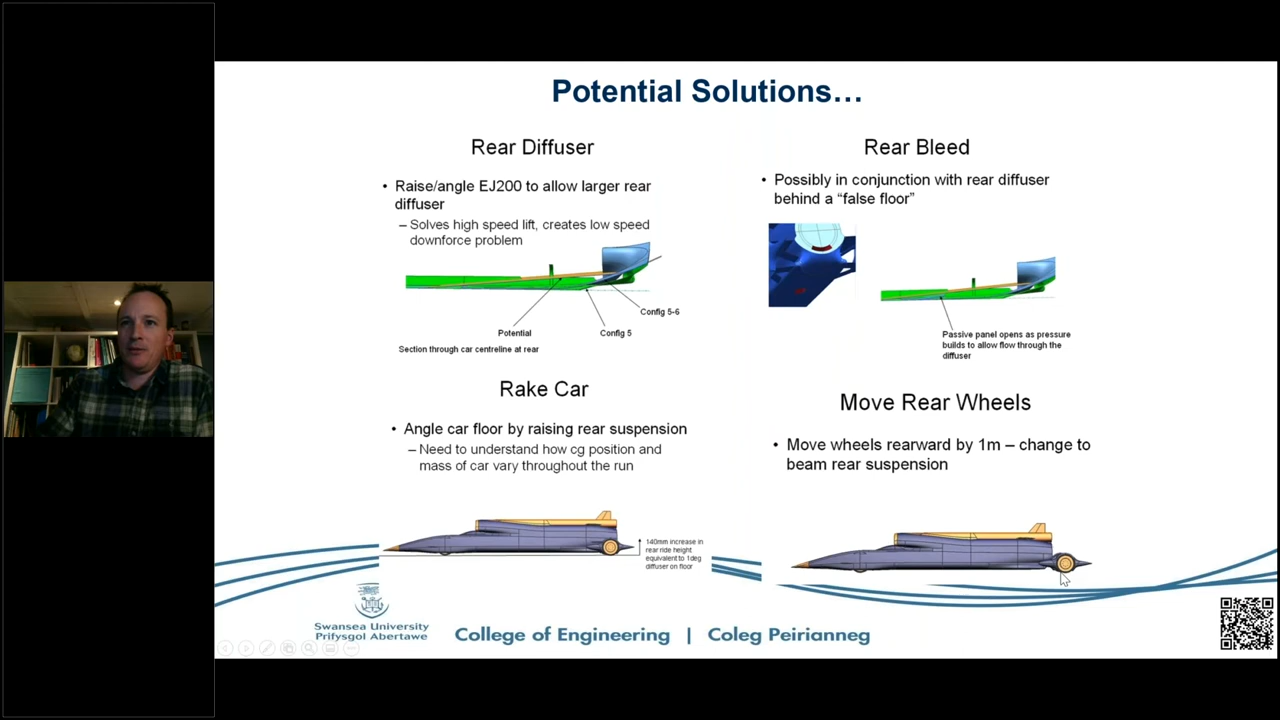 Potential Solutions…
Rear Diffuser
• Raise/angle EJ200 to allow larger rear
diffuser
– Solves high speed lift, creates low speed
downforce problem
Config 5-6
Potential
Config 5
Section through car centreline at rear
Rear Bleed
• Possibly in conjunction with rear diffuser
behind a “false floor”
Passive panel opens as pressure
builds to allow flow through the
diffuser
Rake Car
• Angle car floor by raising rear suspension
– Need to understand how cg position and
mass of car vary throughout the run
140mm increase in
rear ride height
equivalent to 1deg
diffuser on floor
Move Rear Wheels
• Move wheels rearward by 1m – change to
beam rear suspension
Swansea University
Prifysgol Abertawe
College of Engineering | Coleg Peirianneg